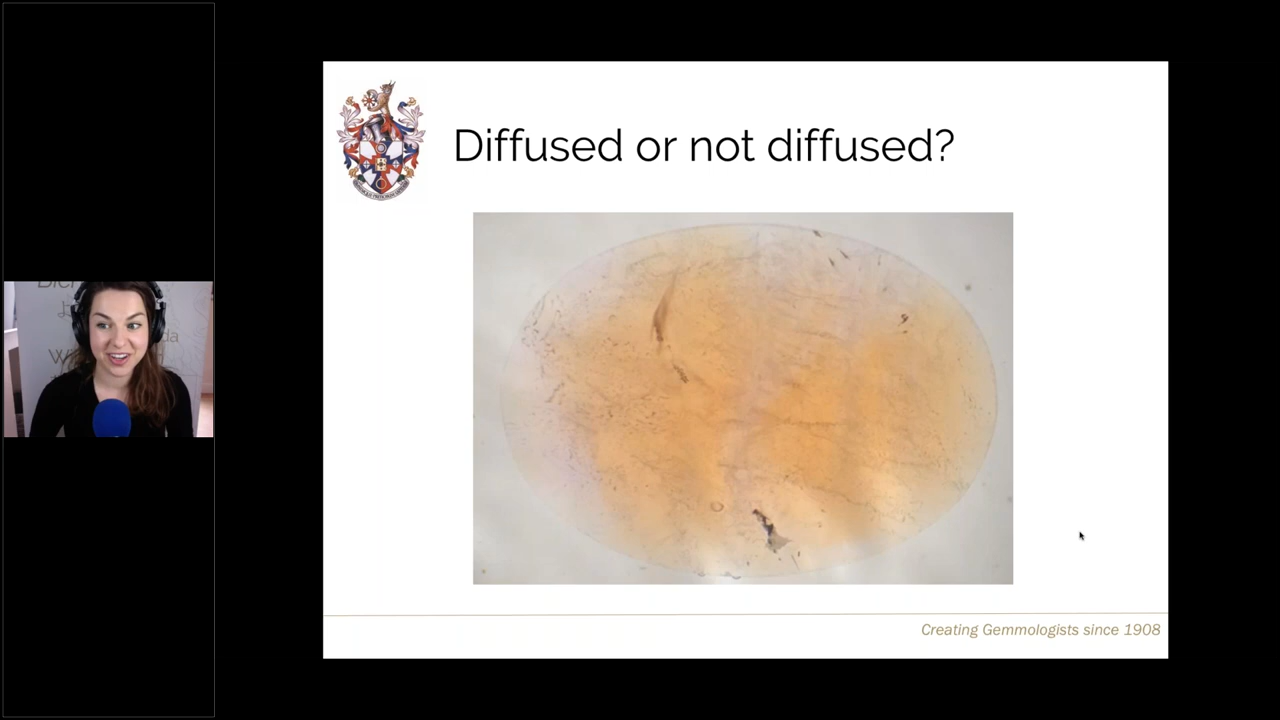 Diffused or not diffused?
Creating Gemmologists since 1908